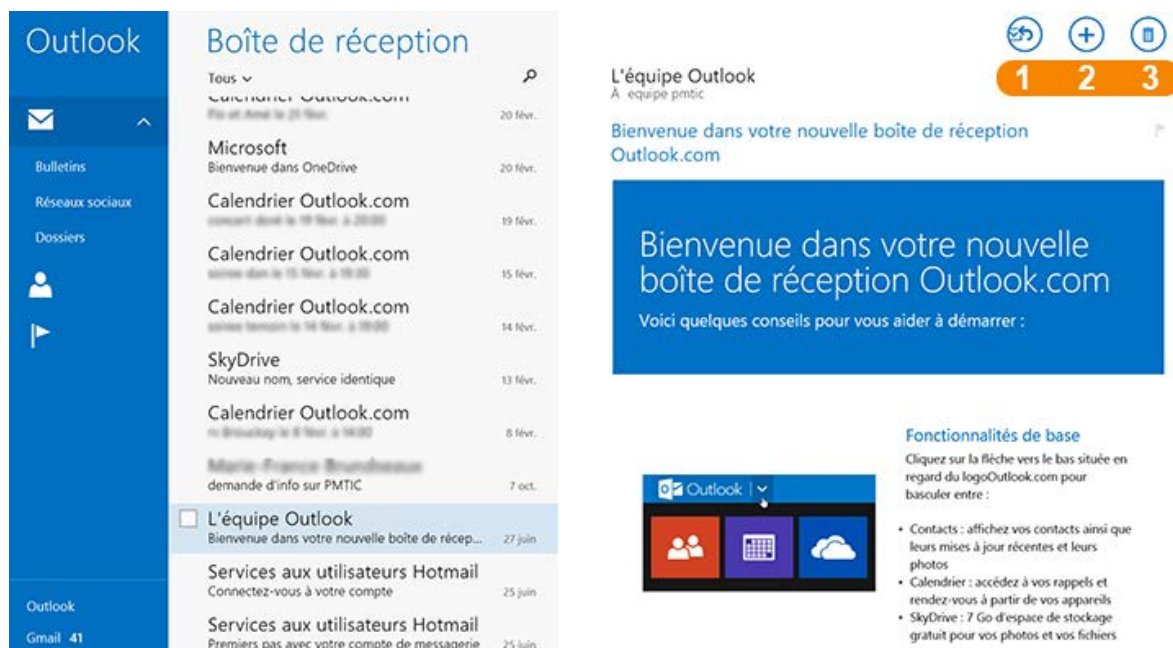 Outlook
Bulletins
Réseaux sociaux
Dossiers
Outlook
Gmail 41
Boîte de réception
Tous
Calendrier Outlook.com
20 févr.
Microsoft
Bienvenue dans OneDrive
20 févr.
Calendrier Outlook.com
19 févr.
Calendrier Outlook.com
15 févr.
Calendrier Outlook.com
14 févr.
SkyDrive
Nouveau nom, service identique
13 févr.
Calendrier Outlook.com
8 févr.
demande d'info sur PMTIC
7 oct.
L'équipe Outlook
Bienvenue dans votre nouvelle boîte de récep...
27 juin
Services aux utilisateurs Hotmail
Connectez-vous à votre compte
25 juin
Services aux utilisateurs Hotmail
Premiers pas avec votre compte de messagerie
25 juin
1 2 3
L'équipe Outlook
À equipe pmtic
Bienvenue dans votre nouvelle boîte de réception
Outlook.com
Bienvenue dans votre nouvelle
boîte de réception Outlook.com
Voici quelques conseils pour vous aider à démarrer :
Outlook
Fonctionnalités de base
Cliquez sur la flèche vers le bas située en
regard du logoOutlook.com pour
basculer entre :
• Contacts : affichez vos contacts ainsi que
leurs mises à jour récentes et leurs
photos
• Calendrier : accédez à vos rappels et
rendez-vous à partir de vos appareils
• SkyDrive : 7 Go d'espace de stockage
gratuit pour vos photos et vos fichiers